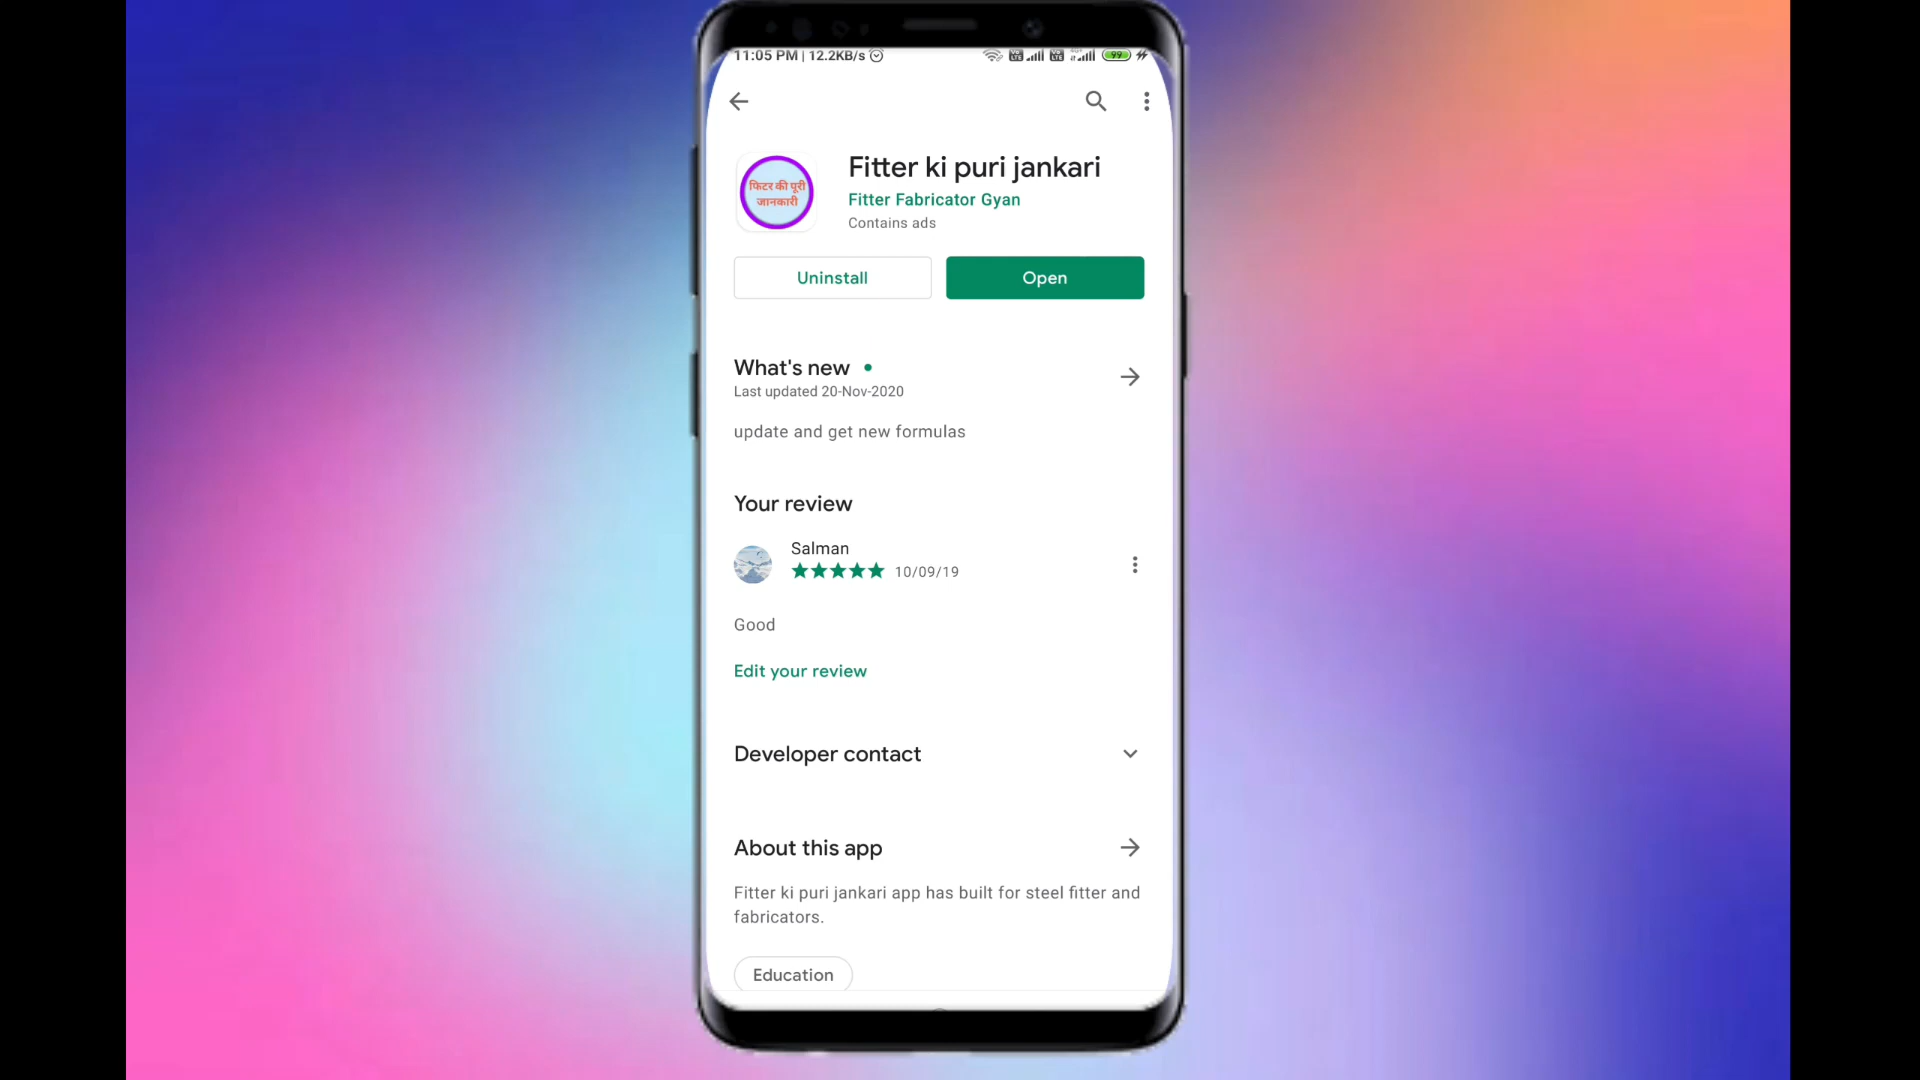 11:05 PM | 12.2KB/s
99
Fitter ki puri jankari
फिटर की पूरी
जानकारी
Fitter Fabricator Gyan
Contains ads
Uninstall
Open
What's new
Last updated 20-Nov-2020
update and get new formulas
Your review
Salman
10/09/19
Good
Edit your review
Developer contact
About this app
Fitter ki puri jankari app has built for steel fitter and
fabricators.
Education